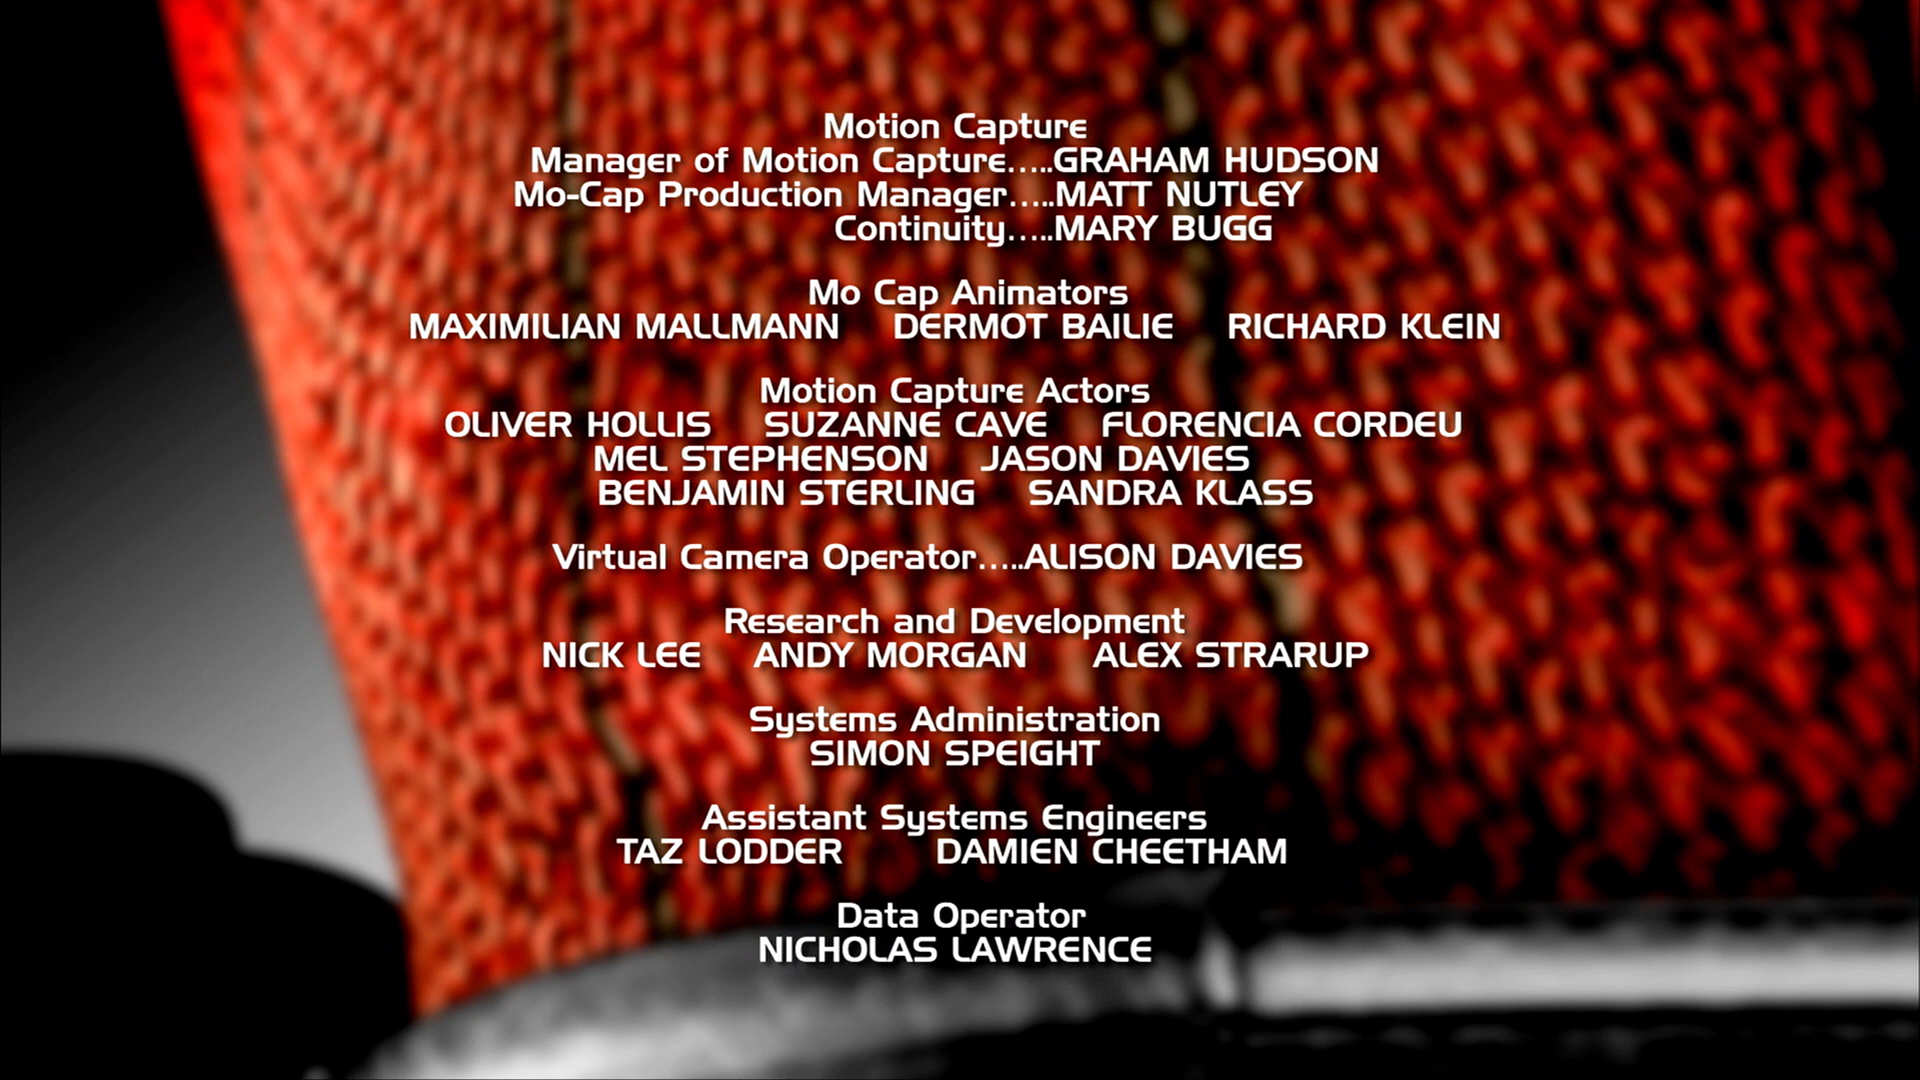 Motion Capture
Manager of Motion Capture.....GRAHAM HUDSON
Mo-Cap Production Manager.....MATT NUTLEY
Continuity.....MARY BUGG
Mo Cap Animators
MAXIMILIAN MALLMANN DERMOT BAILIE RICHARD KLEIN
Motion Capture Actors
OLIVER HOLLIS SUZANNE CAVE FLORENCIA CORDEU
MEL STEPHENSON JASON DAVIES
BENJAMIN STERLING SANDRA KLASS
Virtual Camera Operator.....ALISON DAVIES
Research and Development
NICK LEE ANDY MORGAN ALEX STRARUP
Systems Administration
SIMON SPEIGHT
Assistant Systems Engineers
TAZ LODDER DAMIEN CHEETHAM
Data Operator
NICHOLAS LAWRENCE